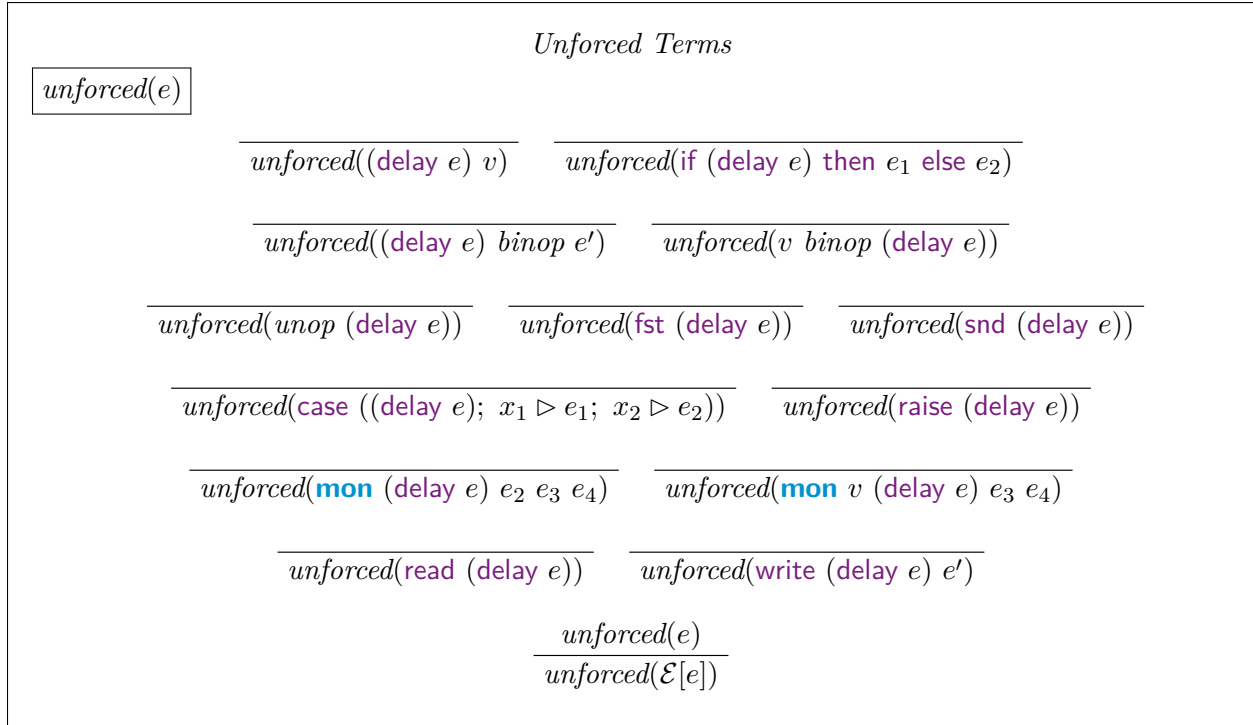 Unforced Terms
unforced(e)
unforced((delay e) v) unforced(if (delay e) then e₁ else e₂)
unforced((delay e) binop e′) unforced(v binop (delay e))
unforced(unop (delay e)) unforced(fst (delay e)) unforced(snd (delay e))
unforced(case ((delay e); x₁ ▷ e₁; x₂ ▷ e₂)) unforced(raise (delay e))
unforced(mon (delay e) e₂ e₃ e₄) unforced(mon v (delay e) e₃ e₄)
unforced(read (delay e)) unforced(write (delay e) e′)
unforced(e)
unforced(ℰ[e])